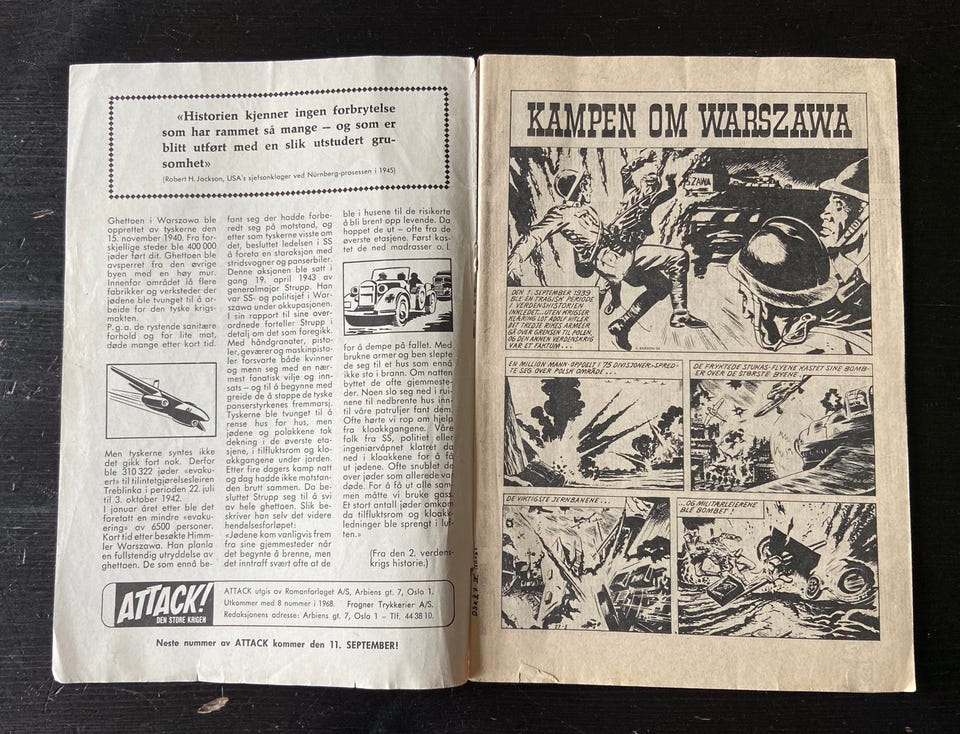 «Historien kjenner ingen forbrytelse
som har rammet så mange – og som er
blitt utført med en slik utstudert gru-
somhet»
(Robert H. Jackson, USA's sjefsanklager ved Nürnberg-prosessen i 1945)
Ghettoen i Warszawa ble
opprettet av tyskerne den
15. november 1940. Fra for-
skjellige steder ble 400 000
jøder ført dit. Ghettoen ble
avsperret fra den øvrige
byen med en høy mur.
Innenfor området lå flere
fabrikker og verksteder der
jødene ble tvunget til å ar-
beide for den tyske krigs-
makten.
P.g.a. de rystende sanitære
forhold og for lite mat,
døde mange etter kort tid.
Men tyskerne syntes ikke
det gikk fort nok. Derfor
ble 310 322 jøder «evaku-
ert» til tilintetgjørelsesleiren
Treblinka i perioden 22. juli
til 3. oktober 1942.
I januar året etter ble det
foretatt en mindre «evaku-
ering» av 6500 personer.
Kort tid etter besøkte Himm-
ler Warszawa. Han planla
en fullstendig utryddelse av
ghettoen. De som ennå be-
fant seg der hadde forbe-
redt seg på motstand, og
etter som tyskerne visste om
det, besluttet ledelsen i SS
å foreta en storaksjon med
stridsvogner og panserbiler.
Denne aksjonen ble satt i
gang 19. april 1943 av
generalmajor Strupp. Han
var SS- og politisjef i War-
szawa under okkupasjonen.
I sin rapport til sine over-
ordnede forteller Strupp i
detalj om det som foregikk.
Med håndgranater, pisto-
ler, geværer og maskinpisto-
ler forsvarte både kvinner
og menn seg med en nær-
mest fanatisk vilje og inn-
sats – og til å begynne med
greide de å stoppe de tyske
panserstyrkenes fremmarsj.
Tyskerne ble tvunget til å
rense hus for hus, men
jødene og polakkene tok
dekning i de øverste eta-
sjene, i tilfluktsrom og klo-
akkgangene under jorden.
Etter fire dagers kamp natt
og dag hadde ikke motstan-
den brutt sammen. Da be-
sluttet Strupp seg til å svi
av hele ghettoen. Slik be-
skriver han selv det videre
hendelsesforløpet:
«Jødene kom vanligvis frem
fra sine gjemmesteder når
det begynte å brenne, men
det inntraff svært ofte at de
ble i husene til de risikerte
å bli brent opp levende. Da
hoppet de ut – ofte fra de
øverste etasjene. Først kas-
tet de ned madrasser o. l.
for å dempe på fallet. Med
brukne armer og ben slepte
de seg til et hus som ennå
ikke sto i brann. Om natten
byttet de ofte gjemmeste-
der. Noen slo seg ned i rui-
nene til nedbrente hus inn-
til våre patruljer fant dem.
Ofte hørte vi rop om hjelp
fra kloakkgangene. Våre
folk fra SS, politiet eller
ingeniørvåpnet klatret da
ned i kloakkene for å få
ut jødene. Ofte snublet de
over jøder som allerede var
døde. For å få ut alle sam-
men måtte vi bruke gass.
Et stort antall jøder omkom
da tilfluktsrom og kloakk-
ledninger ble sprengt i luf-
ten.»
(Fra den 2. verdens-
krigs historie.)
ATTACK!
DEN STORE KRIGEN
ATTACK utgis av Romanforlaget A/S, Arbiens gt. 7, Oslo 1.
Utkommer med 8 nummer i 1968. Frogner Trykkerier A/S.
Redaksjonens adresse: Arbiens gt. 7, Oslo 1 – Tlf. 44 38 10.
Neste nummer av ATTACK kommer den 11. SEPTEMBER!
KAMPEN OM WARSZAWA
SZAWA
DEN 1. SEPTEMBER 1939
BLE EN TRAGISK PERIODE
I VERDENSHISTORIEN
INNLEDET... UTEN KRIGSER
KLÆRING LOT ADOLF HITLER
DET TREDJE RIKES ARMEER
GÅ OVER GRENSEN TIL POLEN,
OG DEN ANNEN VERDENSKRIG
VAR ET FAKTUM...
EN MILLION MANN - OPPDELT I 75 DIVISJONER - SPRED-
TE SEG OVER POLSK OMRÅDE...
DE FRYKTEDE STUKAS-FLYENE KASTET SINE BOMB-
ER OVER DE STØRSTE BYENE,
DE VIKTIGSTE JERNBANENE...
OG MILITÆRLEIRENE
BLE BOMBET!